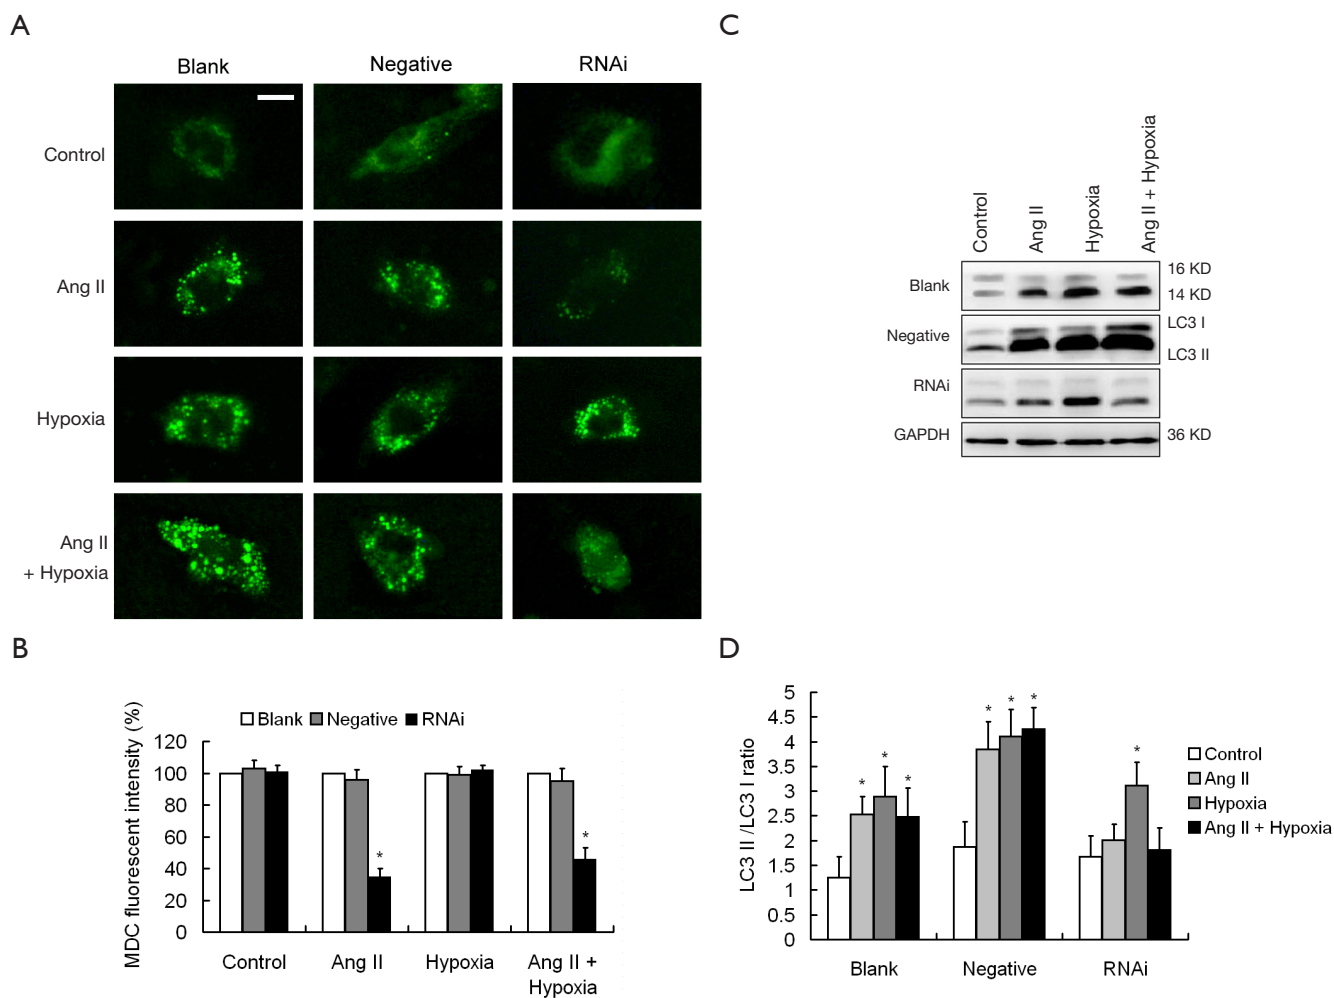 A
Blank
Negative
RNAi
Control
Ang II
Hypoxia
Ang II
+ Hypoxia
B
MDC fluorescent intensity (%)
Blank
Negative
RNAi
120
100
80
60
40
20
0
*
*
Control
Ang II
Hypoxia
Ang II +
Hypoxia
C
Control
Ang II
Hypoxia
Ang II + Hypoxia
Blank
16 KD
14 KD
Negative
LC3 I
LC3 II
RNAi
GAPDH
36 KD
D
LC3 II /LC3 I ratio
5
4.5
4
3.5
3
2.5
2
1.5
1
0.5
0
*
*
*
*
*
*
*
Blank
Negative
RNAi
Control
Ang II
Hypoxia
Ang II + Hypoxia